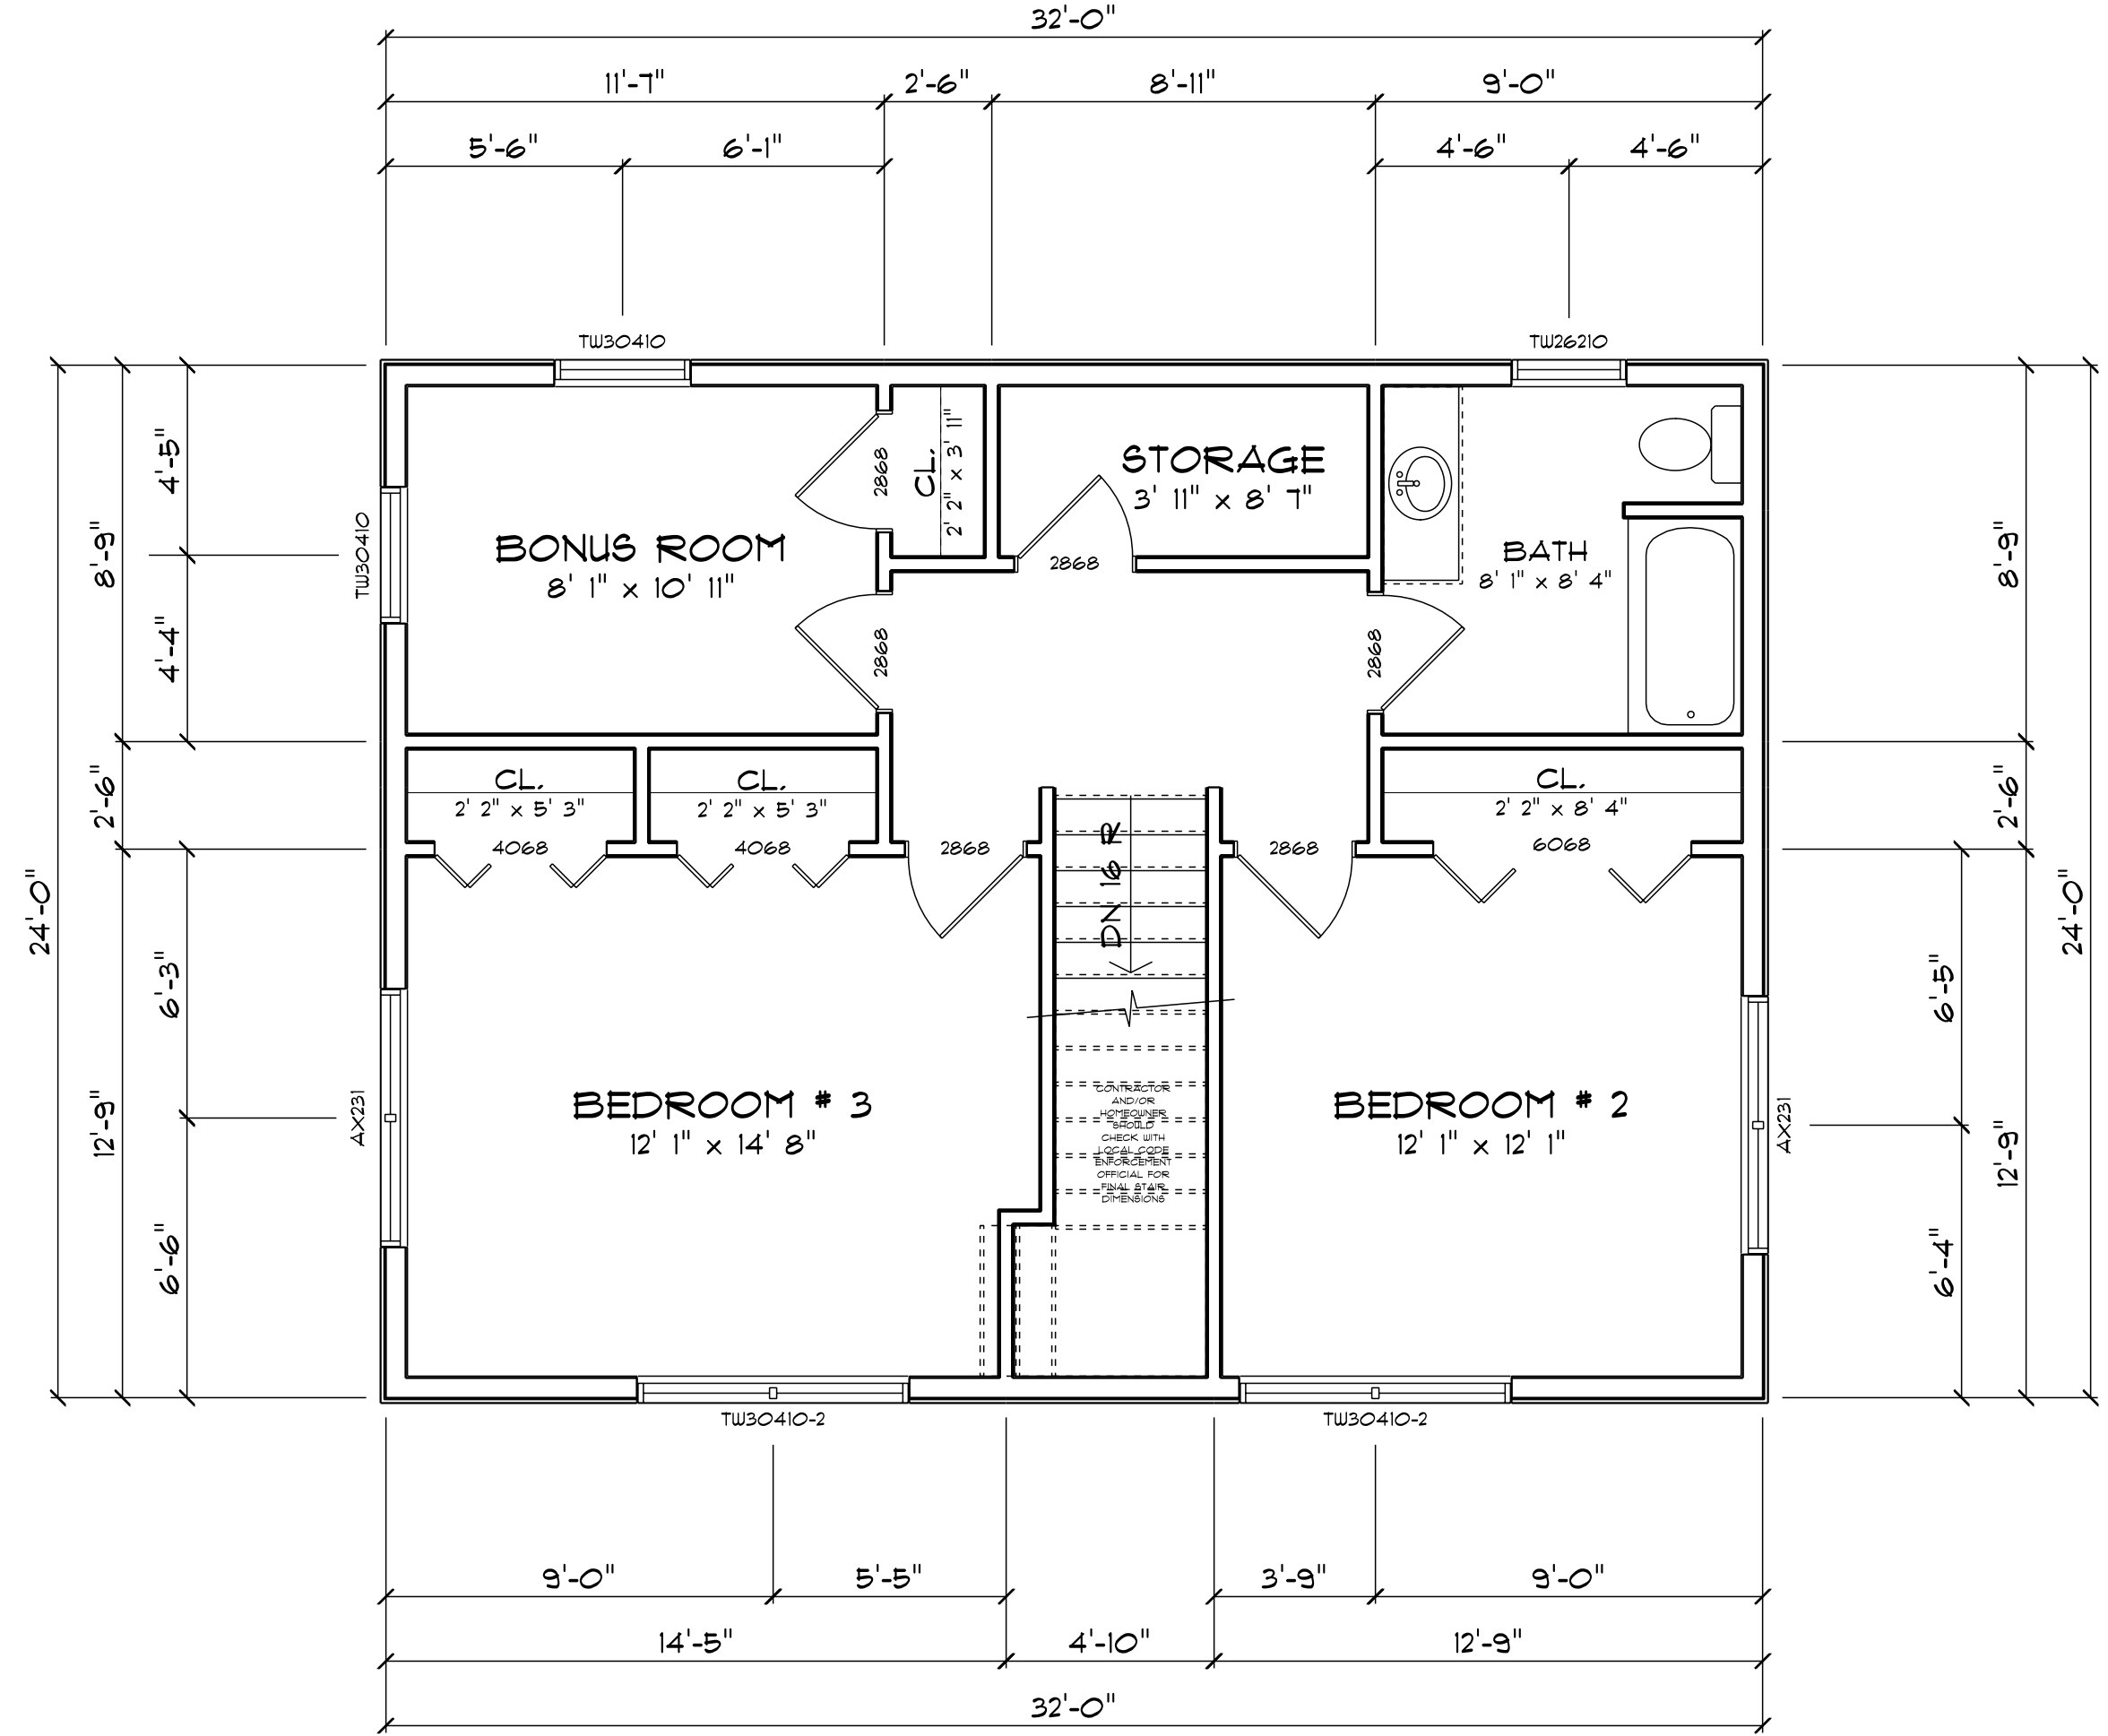 32'-0"
11'-7"
2'-6"
8'-11"
9'-0"
5'-6"
6'-1"
4'-6"
4'-6"
TW30410
TW26210
24'-0"
8'-9"
2'-6"
12'-9"
4'-5"
4'-4"
6'-3"
6'-6"
TW30410
AX231
BONUS ROOM
8' 1" x 10' 11"
2868
CL.
2' 2" x 3' 11"
STORAGE
3' 11" x 8' 7"
2868
BATH
8' 1" x 8' 4"
2868
2868
CL.
2' 2" x 5' 3"
4068
CL.
2' 2" x 5' 3"
4068
2868
DN 16 R
2868
CL.
2' 2" x 8' 4"
6068
BEDROOM # 3
12' 1" x 14' 8"
CONTRACTOR
AND/OR
HOMEOWNER
SHOULD
CHECK WITH
LOCAL CODE
ENFORCEMENT
OFFICIAL FOR
FINAL STAIR
DIMENSIONS
BEDROOM # 2
12' 1" x 12' 1"
AX231
8'-9"
2'-6"
12'-9"
6'-5"
6'-4"
24'-0"
TW30410-2
TW30410-2
9'-0"
5'-5"
3'-9"
9'-0"
14'-5"
4'-10"
12'-9"
32'-0"